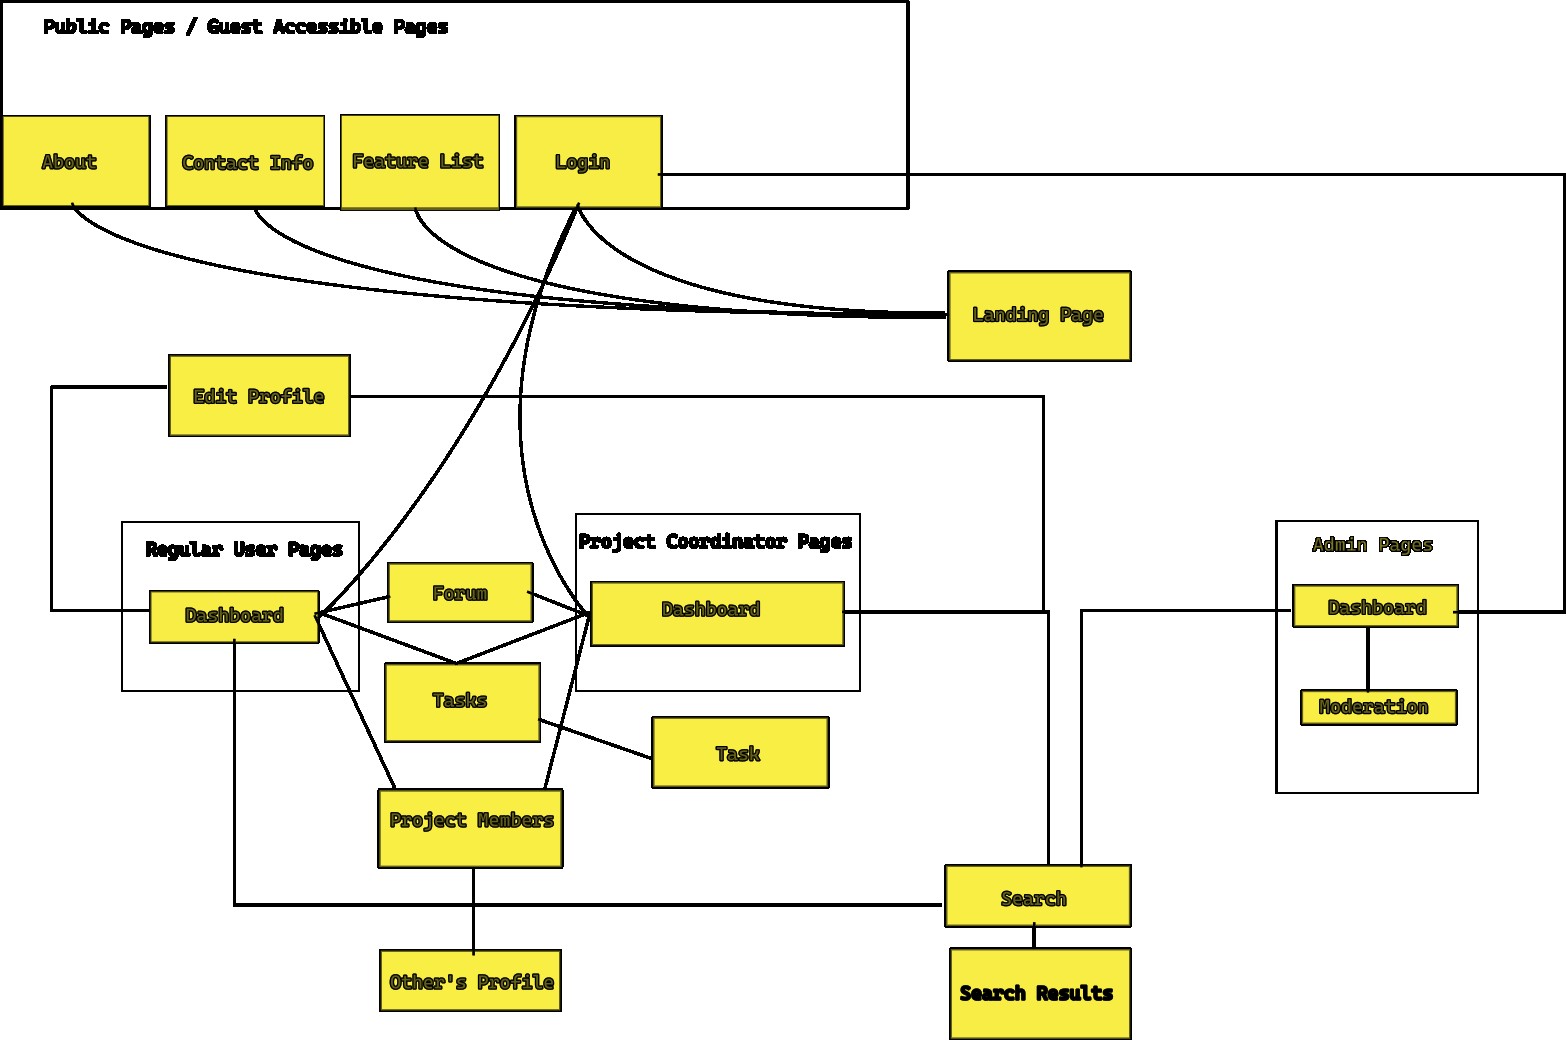 Public Pages / Guest Accessible Pages
About
Contact Info
Feature List
Login
Landing Page
Edit Profile
Regular User Pages
Project Coordinator Pages
Admin Pages
Dashboard
Forum
Dashboard
Dashboard
Tasks
Moderation
Task
Project Members
Search
Other's Profile
Search Results